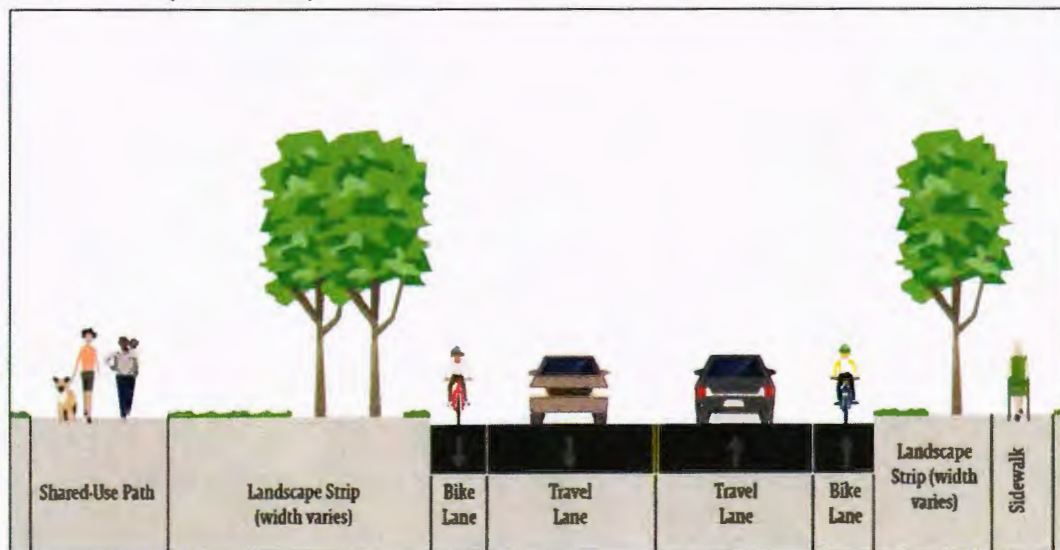 Shared-Use Path
Landscape Strip
(width varies)
Bike
Lane
Travel
Lane
Travel
Lane
Bike
Lane
Landscape
Strip (width
varies)
Sidewalk